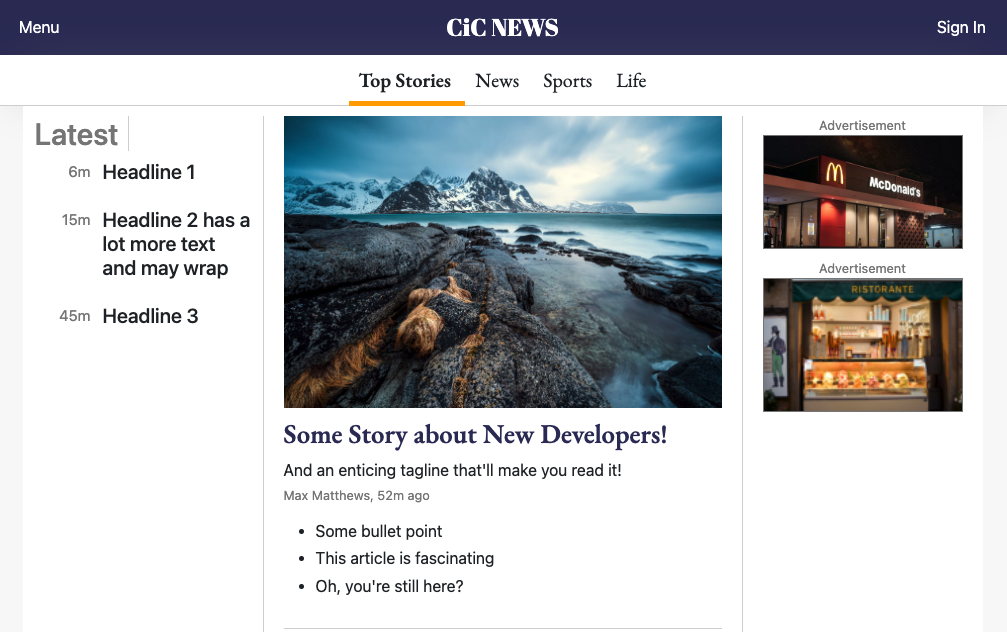 Menu
CiC NEWS
Sign In
Top Stories
News
Sports
Life
Latest
6m Headline 1
15m Headline 2 has a
lot more text
and may wrap
45m Headline 3
Some Story about New Developers!
And an enticing tagline that'll make you read it!
Max Matthews, 52m ago
• Some bullet point
• This article is fascinating
• Oh, you're still here?
Advertisement
McDonald's
Advertisement
RISTORANTE